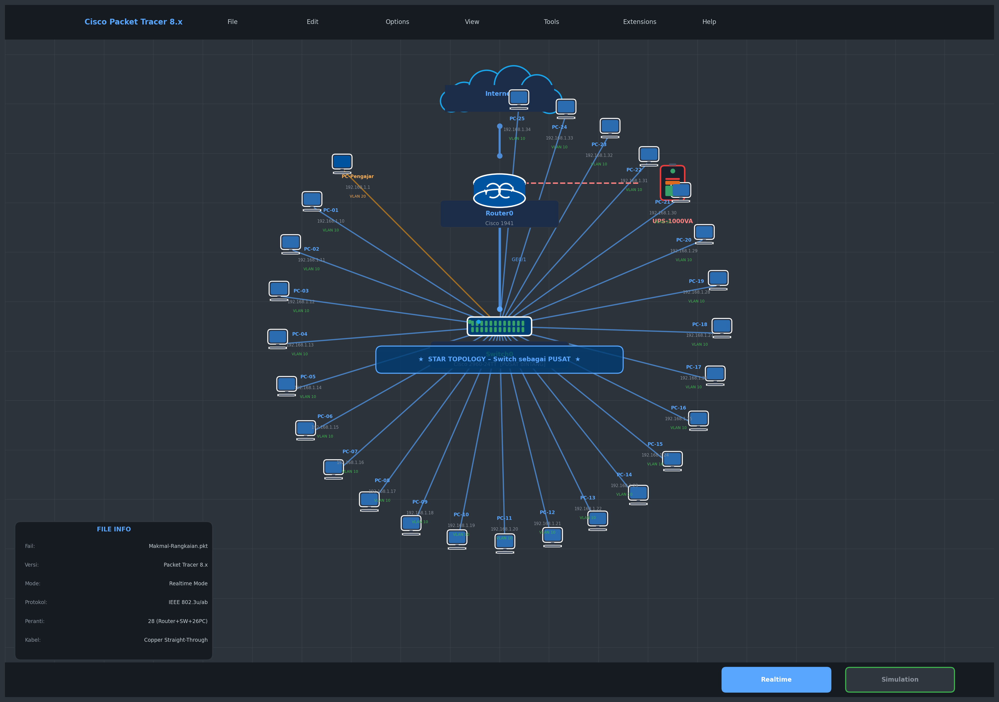 Cisco Packet Tracer 8.x
File
Edit
Options
View
Tools
Extensions
Help
PC-25
192.168.1.34
VLAN 10
PC-24
192.168.1.33
VLAN 10
PC-23
192.168.1.32
VLAN 10
PC-22
192.168.1.31
VLAN 10
PC-Pengajar
192.168.1.1
VLAN 20
PC-21
192.168.1.30
UPS-1000VA
PC-01
192.168.1.10
VLAN 10
Router0
Cisco 1941
PC-20
192.168.1.29
VLAN 10
PC-02
192.168.1.11
VLAN 10
GE0/1
PC-19
192.168.1.28
VLAN 10
PC-03
192.168.1.12
VLAN 10
PC-18
192.168.1.27
VLAN 10
PC-04
192.168.1.13
VLAN 10
Switch0
★ STAR TOPOLOGY – Switch sebagai PUSAT ★
Cisco 2960-24TT [PUSAT BINTANG]
PC-17
VLAN 10
PC-05
192.168.1.14
VLAN 10
PC-16
VLAN 10
PC-06
192.168.1.15
VLAN 10
PC-15
192.168.1.24
VLAN 10
PC-07
192.168.1.16
VLAN 10
PC-14
192.168.1.23
VLAN 10
PC-08
192.168.1.17
VLAN 10
PC-13
192.168.1.22
VLAN 10
PC-09
192.168.1.18
VLAN 10
PC-12
192.168.1.21
VLAN 10
PC-10
192.168.1.19
VLAN 10
PC-11
192.168.1.20
VLAN 10
FILE INFO
Fail: Makmal-Rangkaian.pkt
Versi: Packet Tracer 8.x
Mode: Realtime Mode
Protokol: IEEE 802.3u/ab
Peranti: 28 (Router+SW+26PC)
Kabel: Copper Straight-Through
Realtime
Simulation